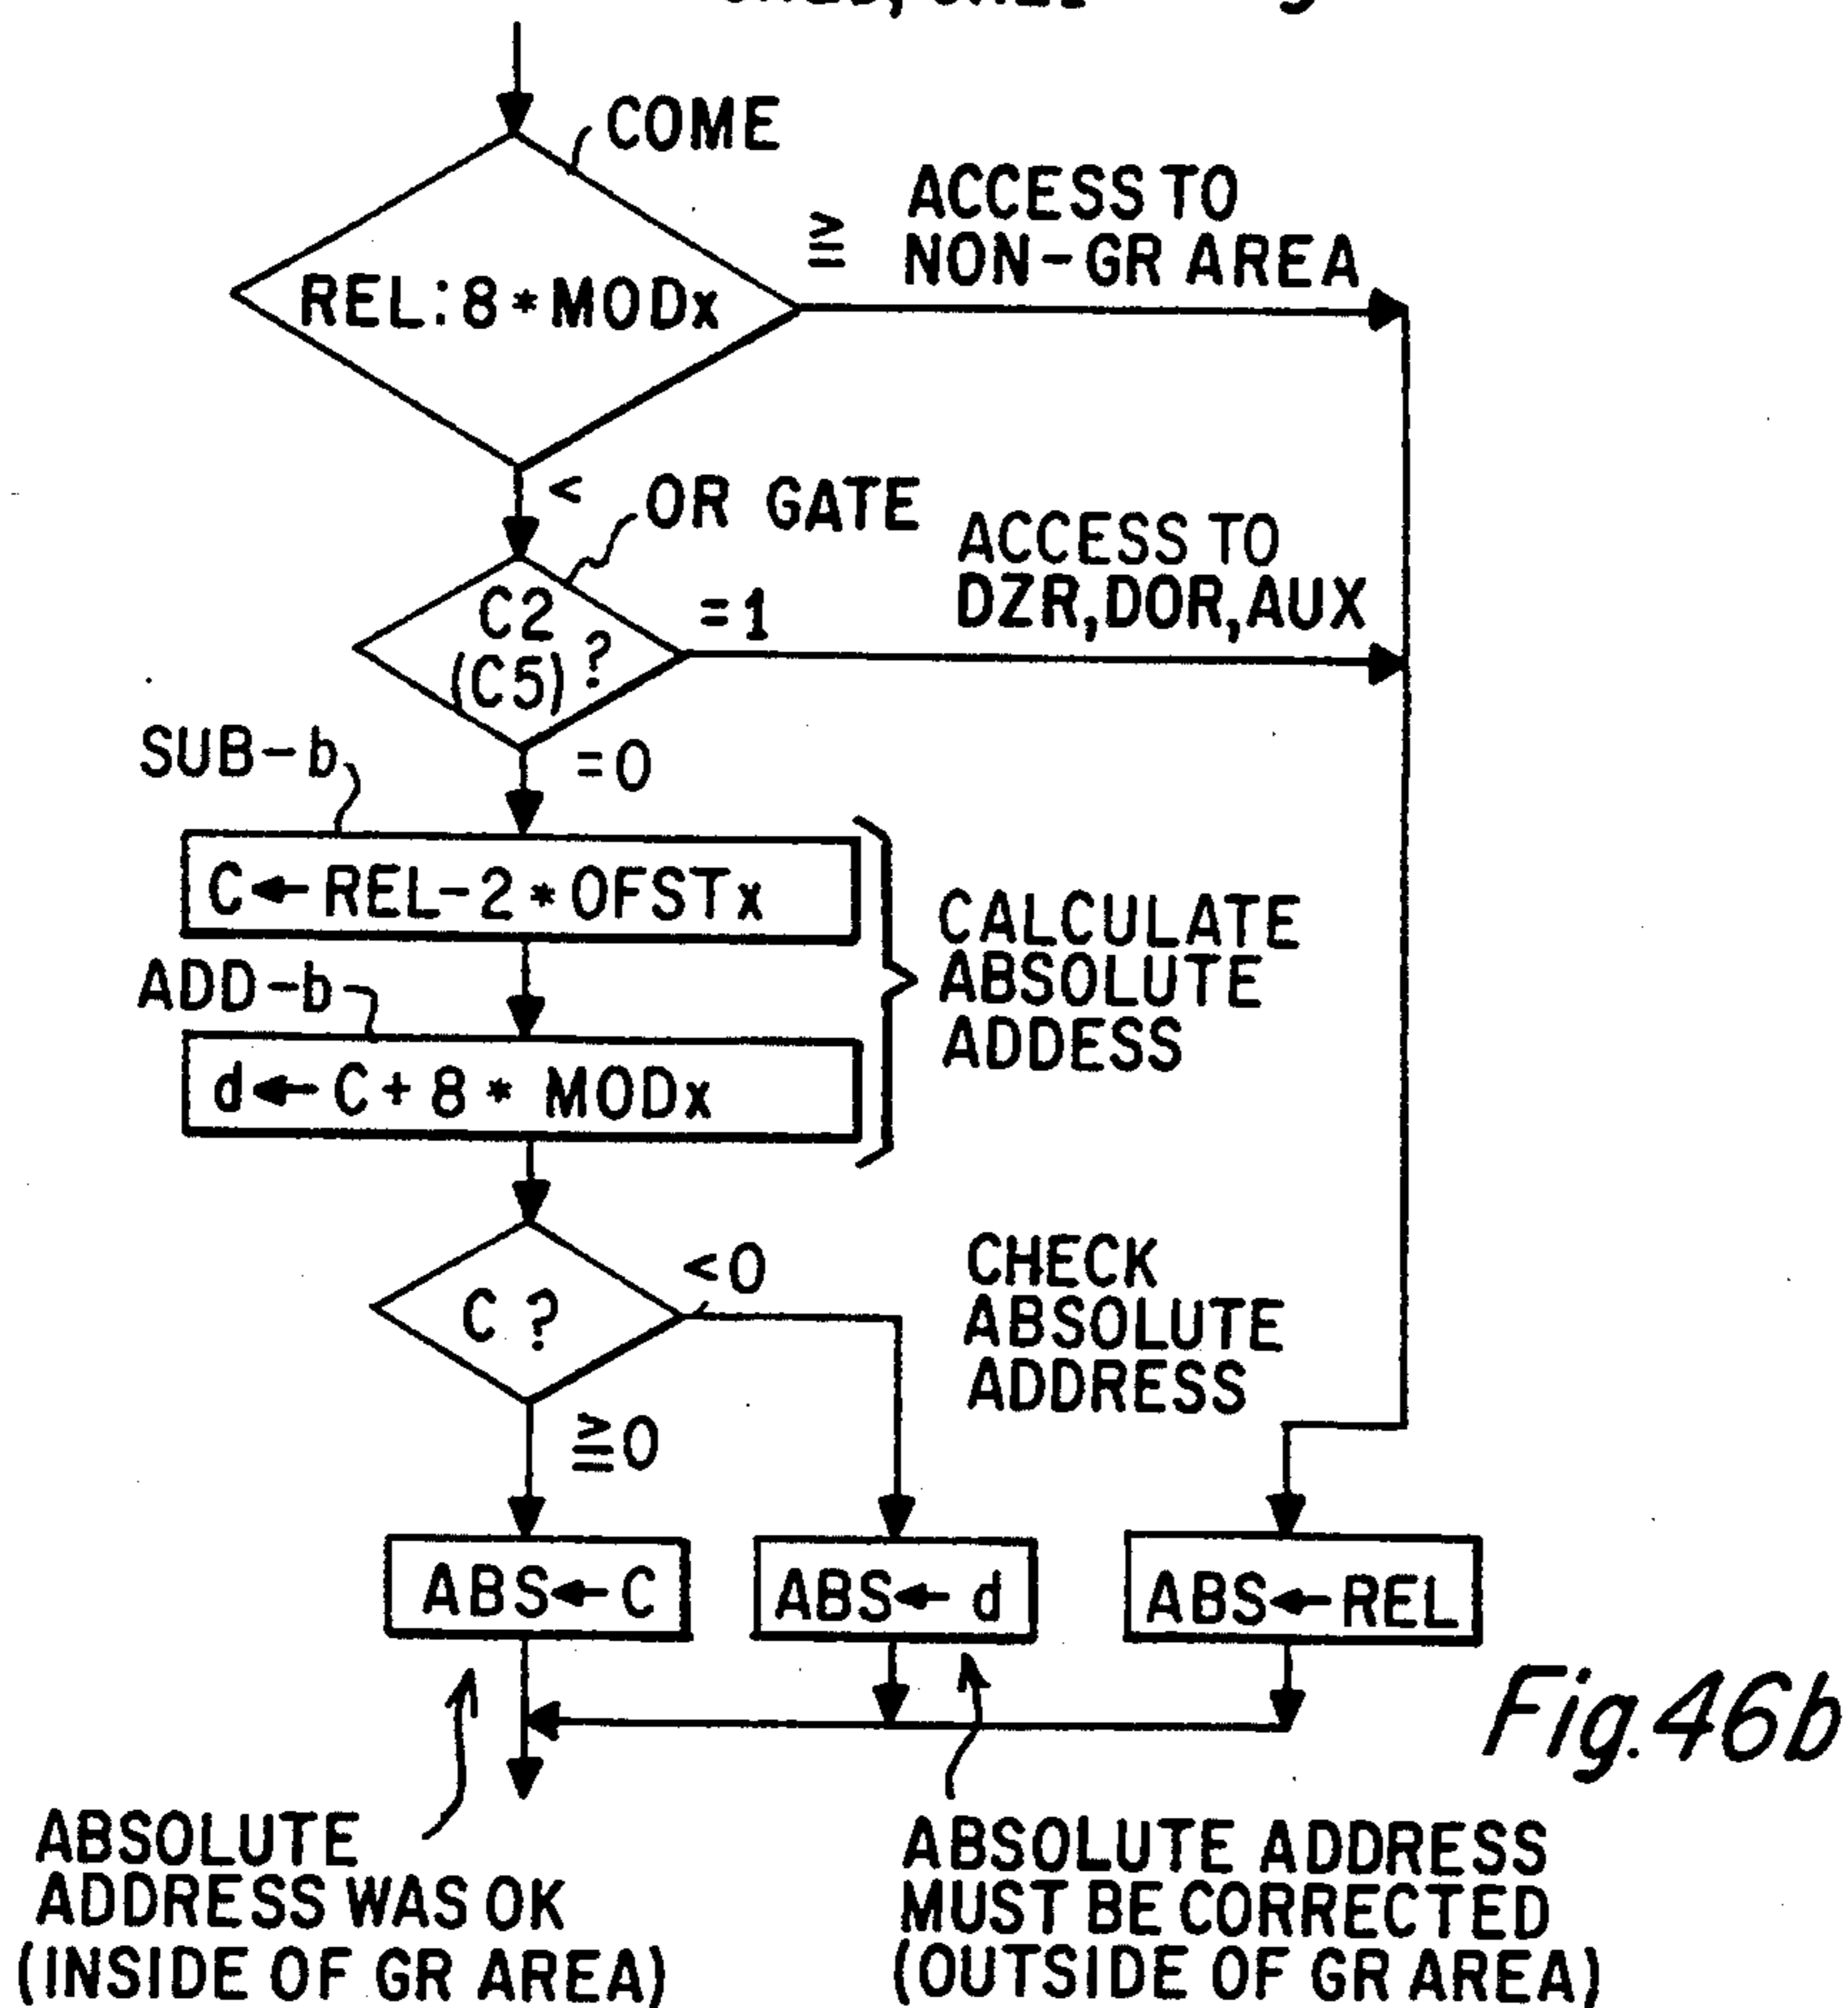 COME
ACCESS TO
NON-GR AREA
≧
REL:8*MODx
<
OR GATE
ACCESS TO
DZR,DOR,AUX
=1
C2
(C5) ?
=0
SUB-b
C←REL-2*OFSTx
CALCULATE
ABSOLUTE
ADDESS
ADD-b
d←C+8* MODx
<0
C ?
CHECK
ABSOLUTE
ADDRESS
≧0
ABS←C
ABS←d
ABS←REL
Fig.46b
ABSOLUTE
ADDRESS WAS OK
(INSIDE OF GR AREA)
ABSOLUTE ADDRESS
MUST BE CORRECTED
(OUTSIDE OF GR AREA)